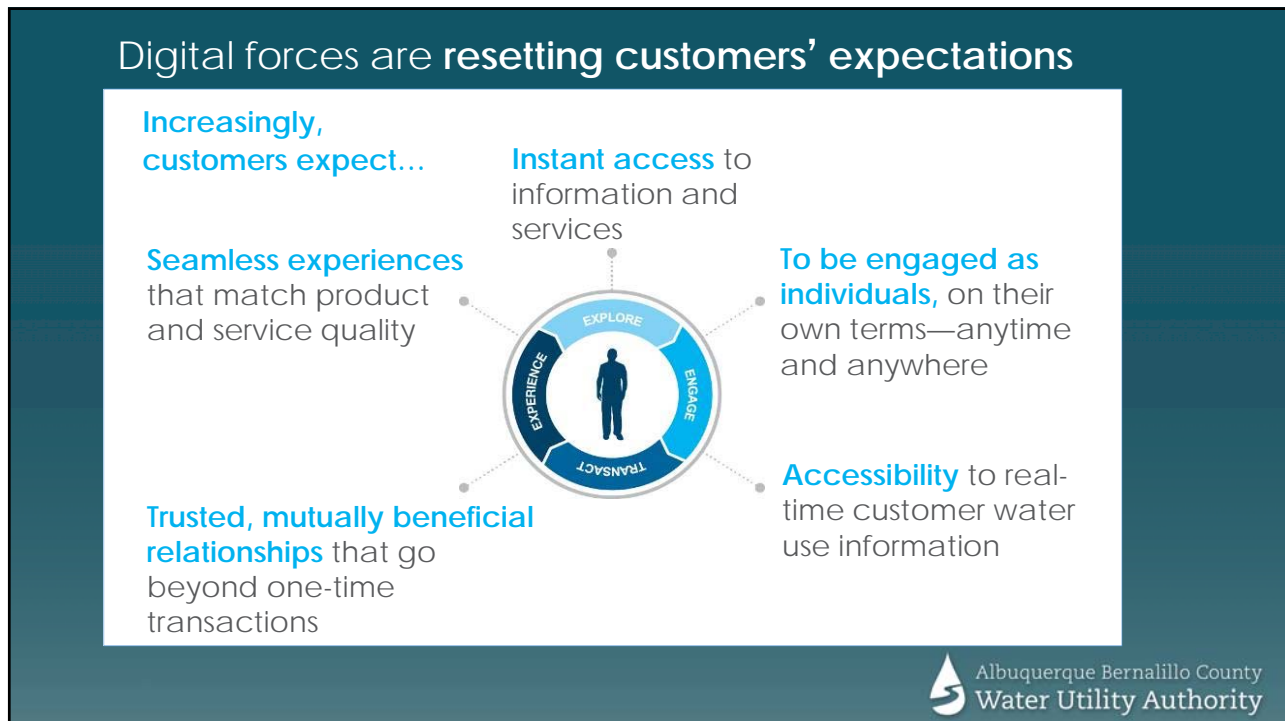 Digital forces are resetting customers’ expectations
Increasingly,
customers expect…
Instant access to
information and
services
Seamless experiences
that match product
and service quality
To be engaged as
individuals, on their
own terms—anytime
and anywhere
EXPLORE
ENGAGE
TRANSACT
EXPERIENCE
Trusted, mutually beneficial
relationships that go
beyond one-time
transactions
Accessibility to real-
time customer water
use information
Albuquerque Bernalillo County
Water Utility Authority